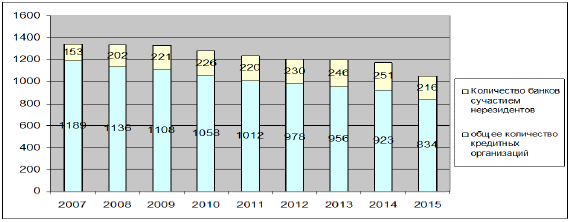 1600
1400
1200
1000
800
600
400
200
0
153 202 221 226 220 230 246 251 216
1189 1136 1108 1058 1012 978 956 923 834
2007 2008 2009 2010 2011 2012 2013 2014 2015
Количество банков
сучастием
нерезидентов
общее количество
кредитных
организаций